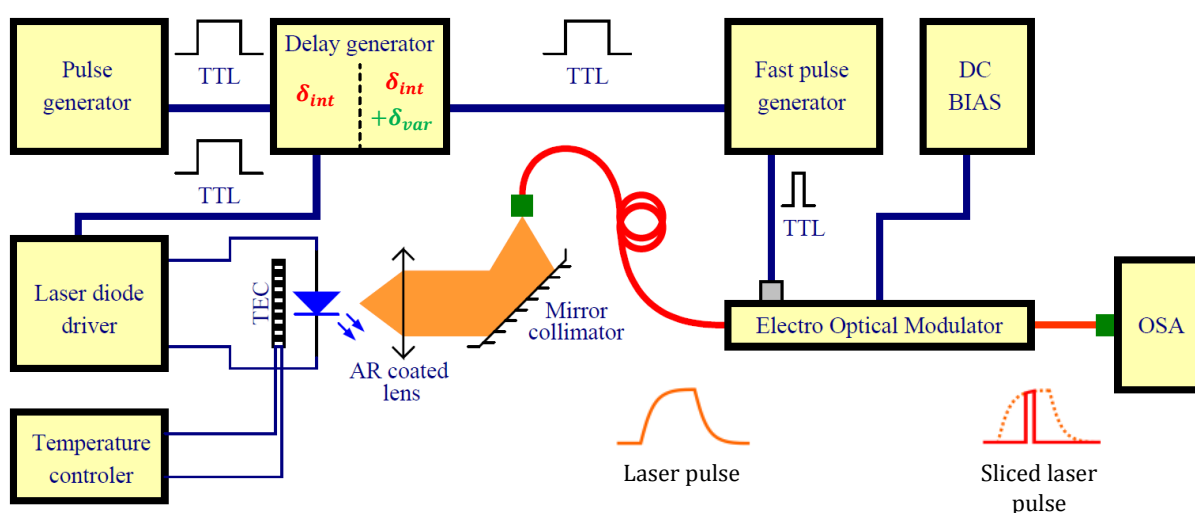 Pulse
generator
TTL
Delay generator
δint
δint
+δvar
TTL
Fast pulse
generator
DC
BIAS
TTL
TTL
Laser diode
driver
TEC
AR coated
lens
Mirror
collimator
Electro Optical Modulator
OSA
Temperature
controler
Laser pulse
Sliced laser
pulse